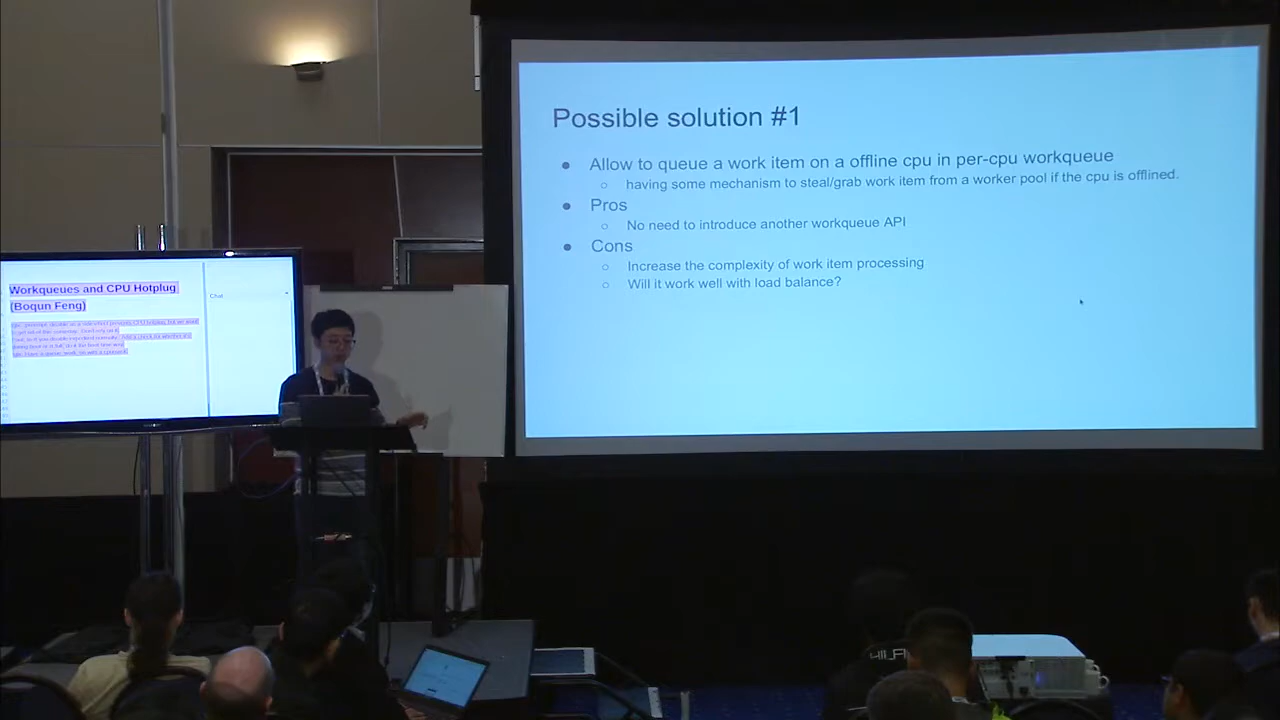 Possible solution #1
Allow to queue a work item on a offline cpu in per-cpu workqueue
having some mechanism to steal/grab work item from a worker pool if the cpu is offlined.
Pros
No need to introduce another workqueue API
Cons
Increase the complexity of work item processing
Will it work well with load balance?
Workqueues and CPU Hotplug
(Boqun Feng)
Chat